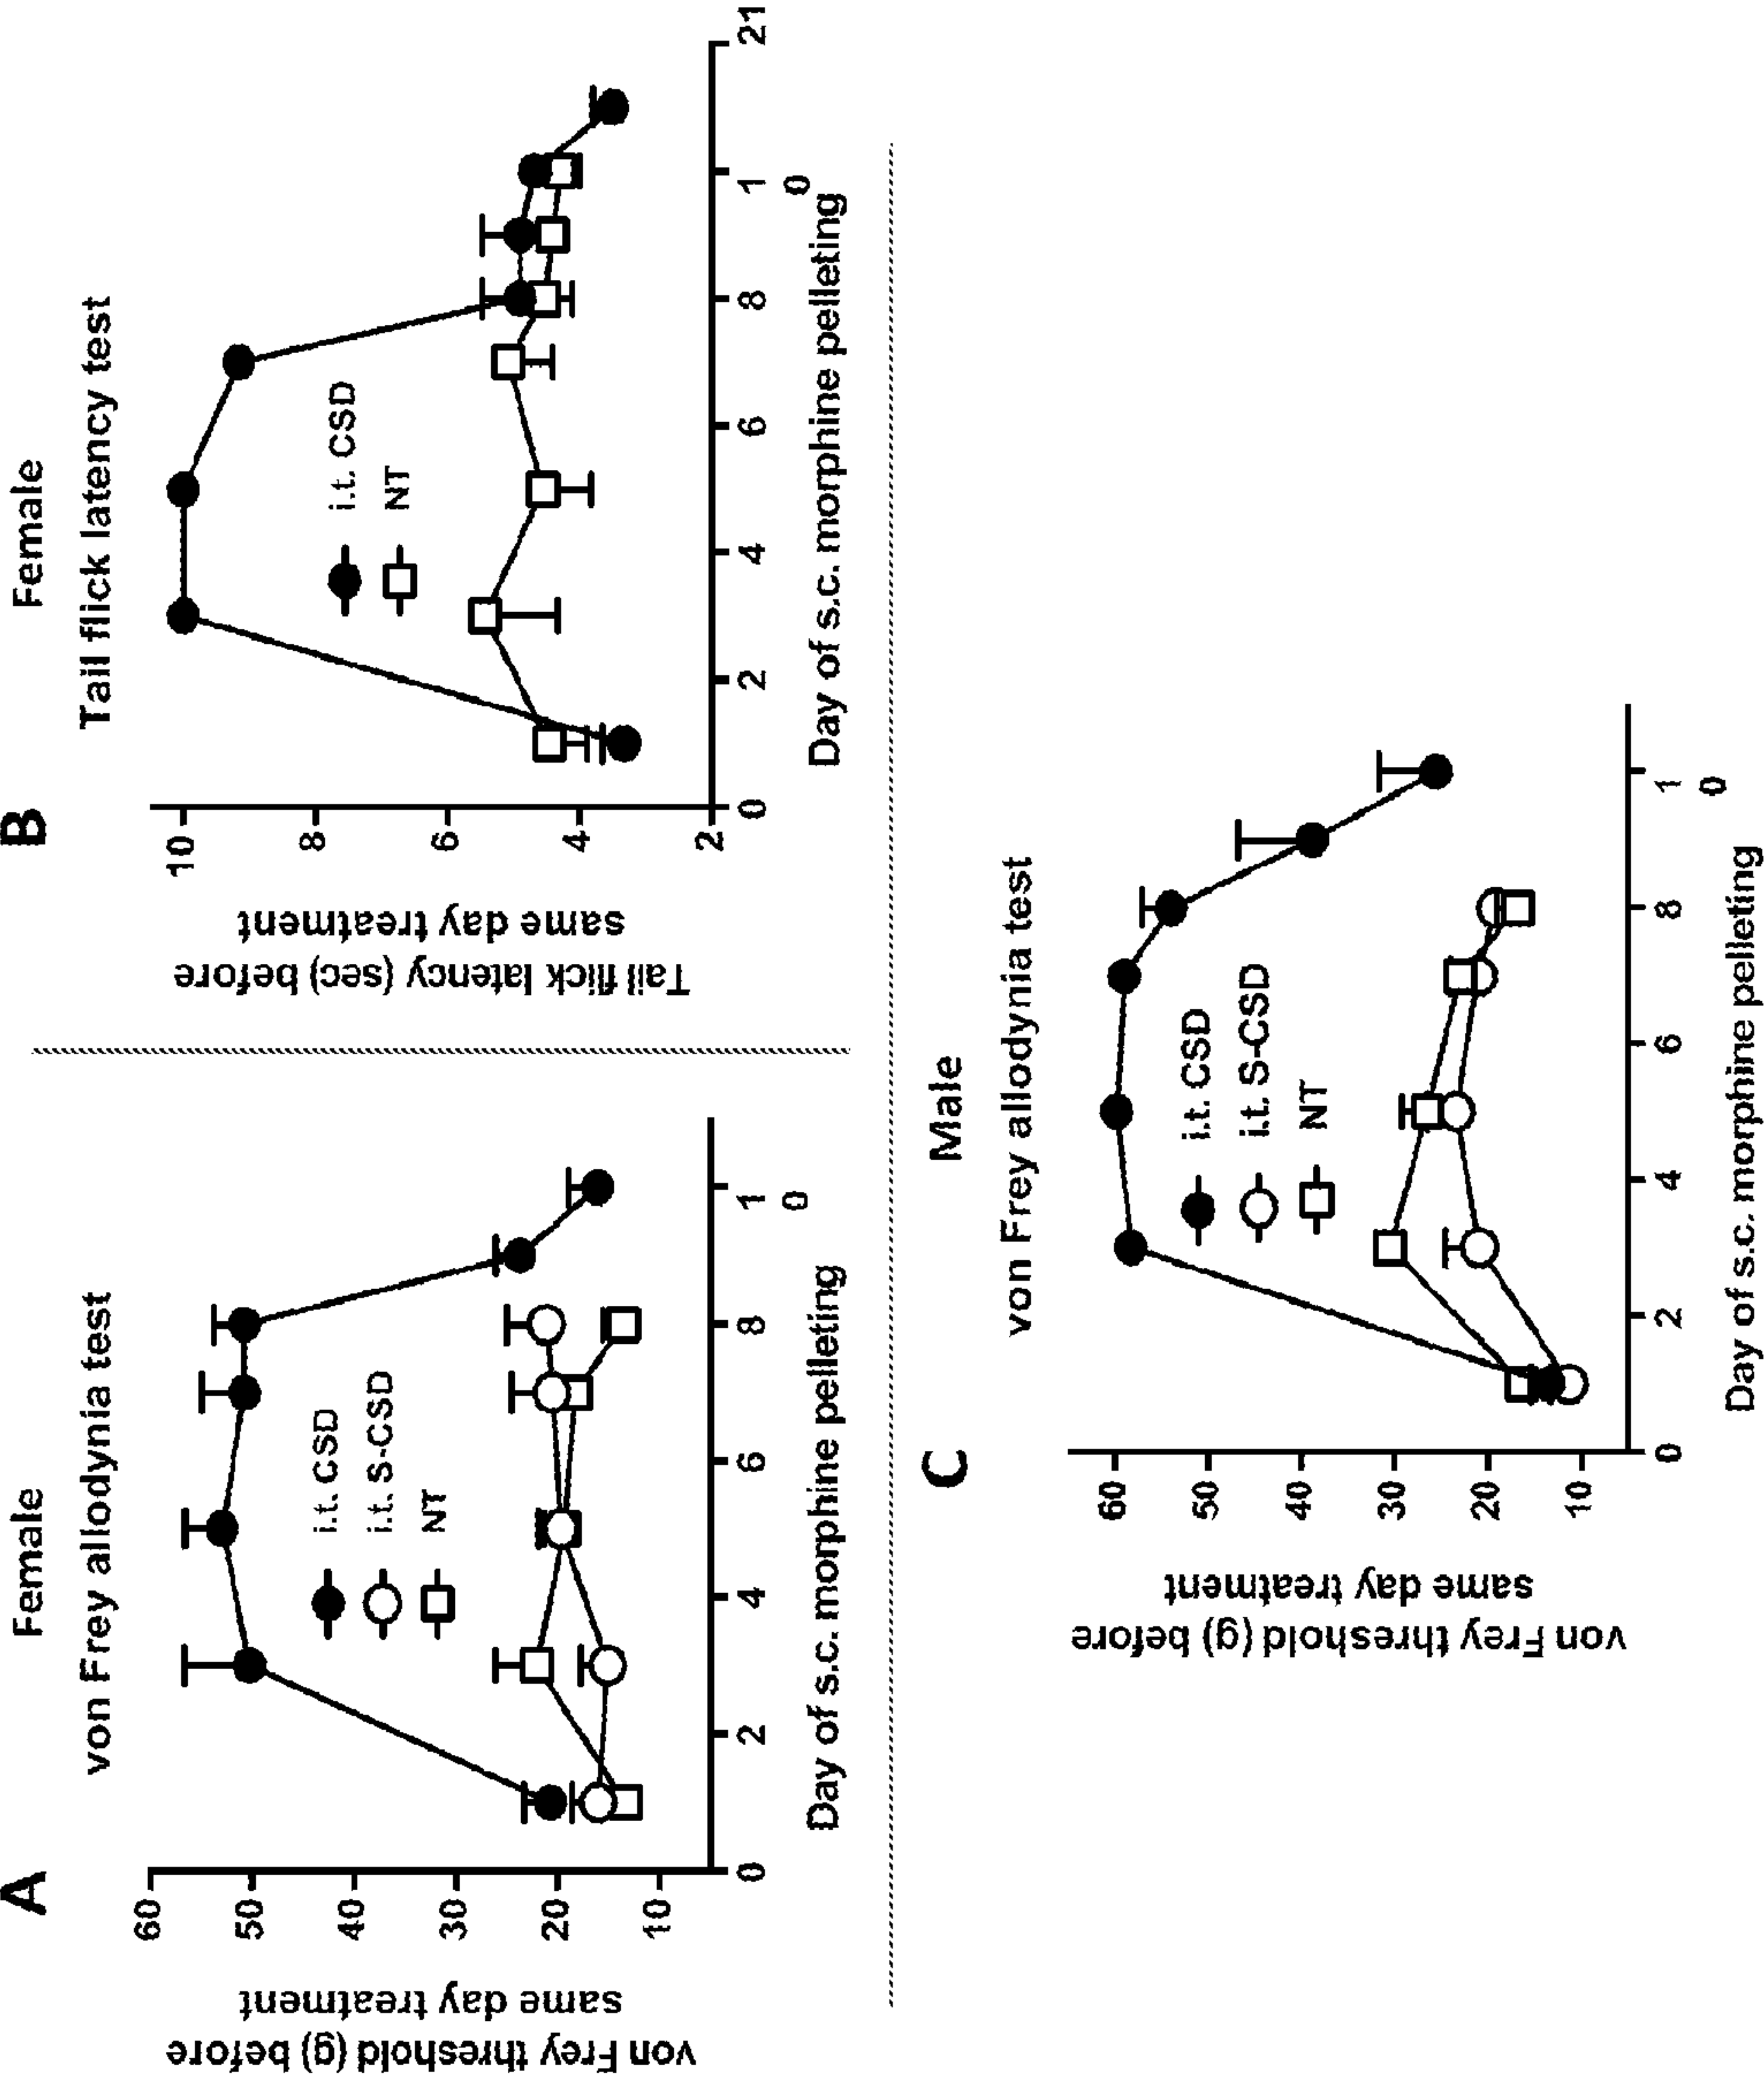 A
Female
von Frey allodynia test
von Frey threshold (g) before
same day treatment
60
50
40
30
20
10
i.t. CSD
i.t. S-CSD
NT
0
2
4
6
8
1
0
Day of s.c. morphine pelleting
B
Female
Tail flick latency test
Tail flick latency (sec) before
same day treatment
10
8
6
4
2
i.t. CSD
NT
0
2
4
6
8
1
0
21
Day of s.c. morphine pelleting
C
Male
von Frey allodynia test
von Frey threshold (g) before
same day treatment
60
50
40
30
20
10
i.t. CSD
i.t. S-CSD
NT
0
2
4
6
8
1
0
Day of s.c. morphine pelleting